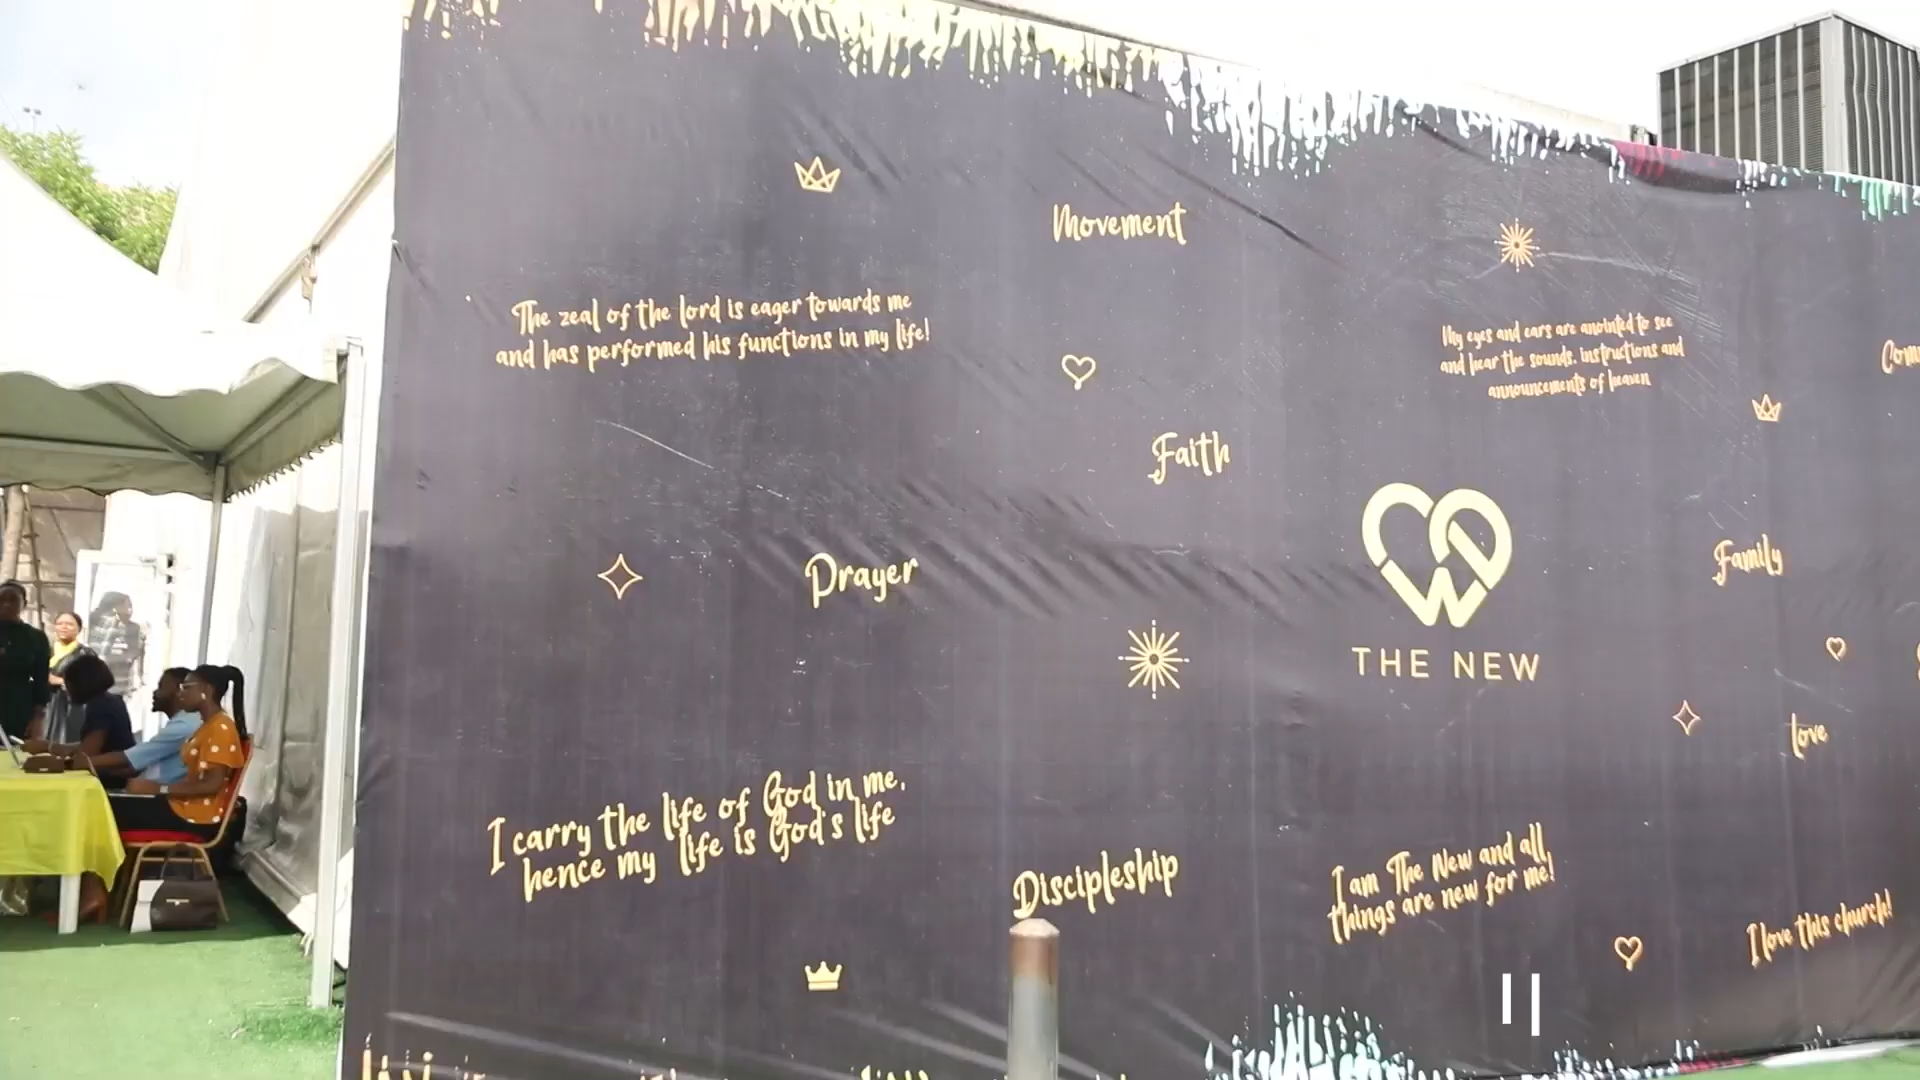 Movement
The zeal of the lord is eager towards me
and has performed his functions in my life!
My eyes and ears are anointed to see
and hear the sounds, instructions and
announcements of heaven
Faith
Prayer
Family
THE NEW
love
I carry the life of God in me,
hence my life is God's life
Discipleship
I am The New and all
things are new for me!
I love this church!